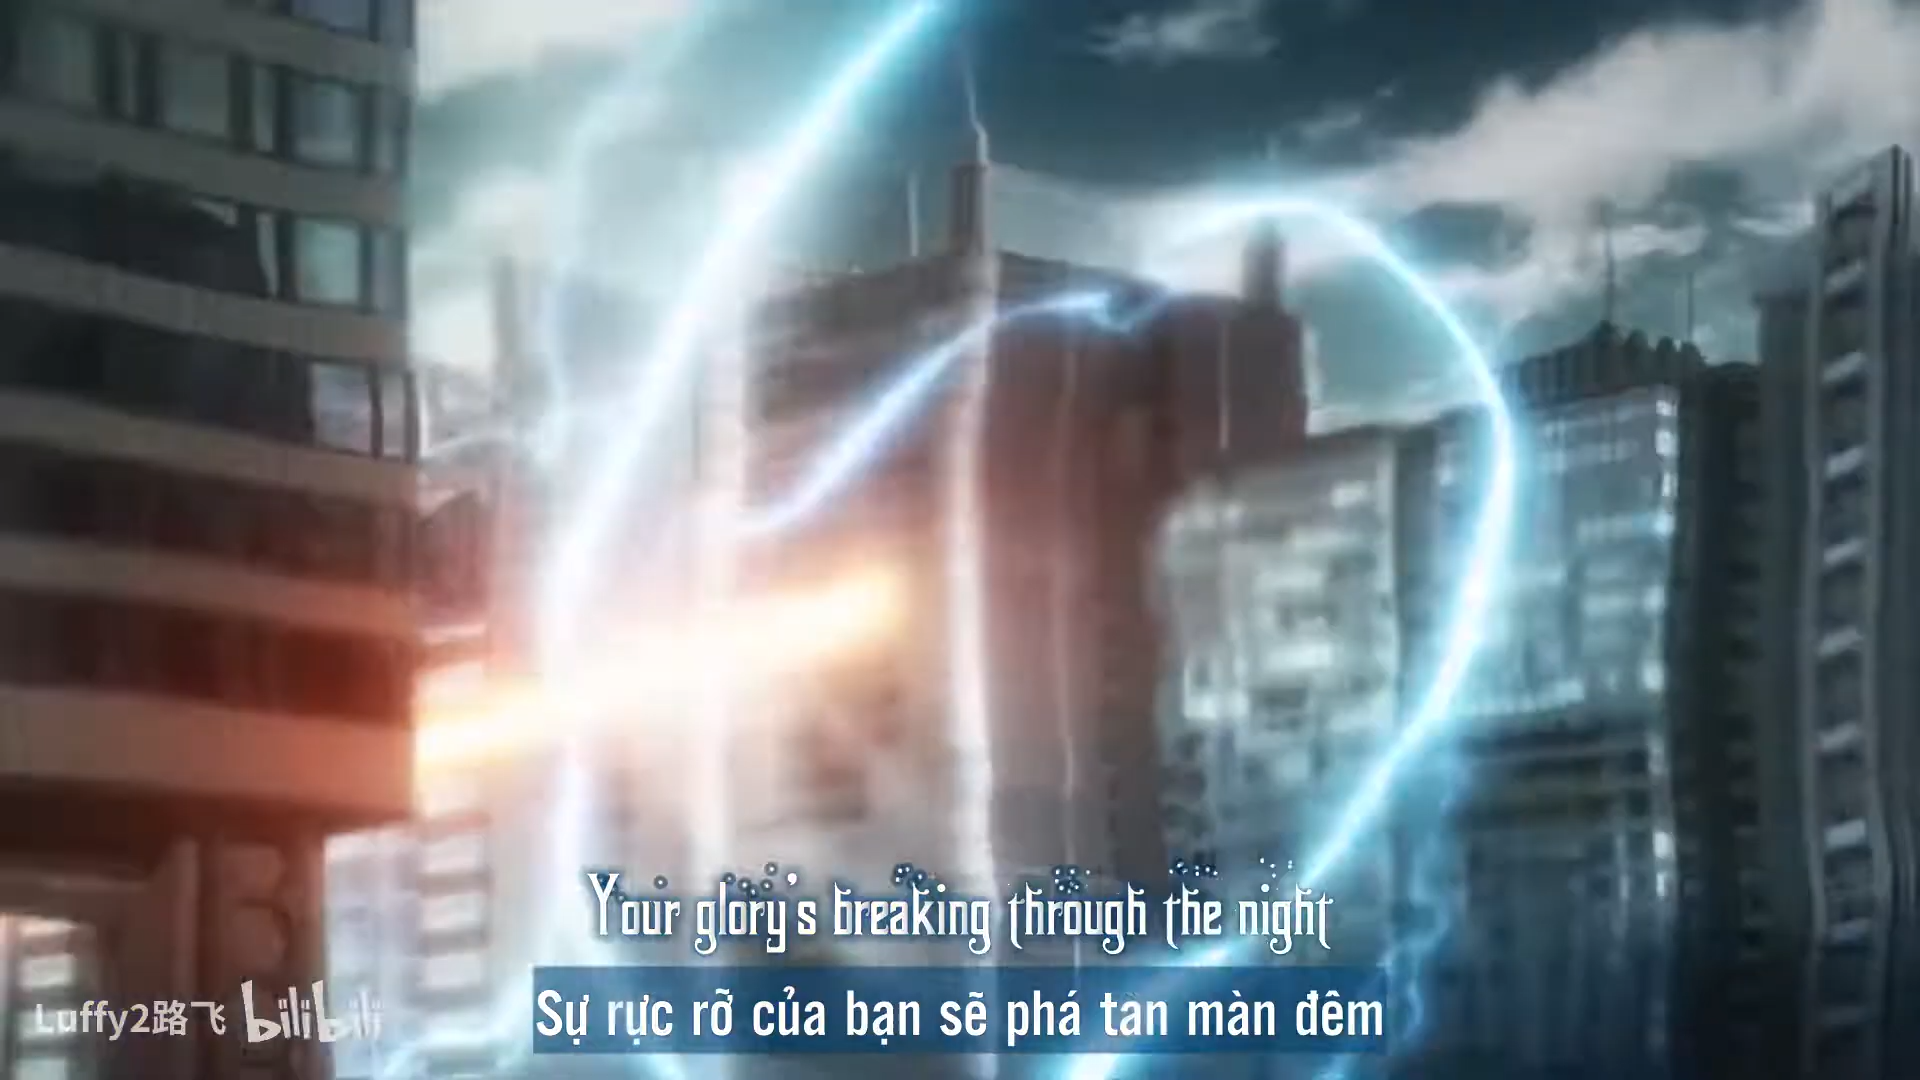 Your glory's breaking through the night
Sự rực rỡ của bạn sẽ phá tan màn đêm
Luffy2路飞 bilibili